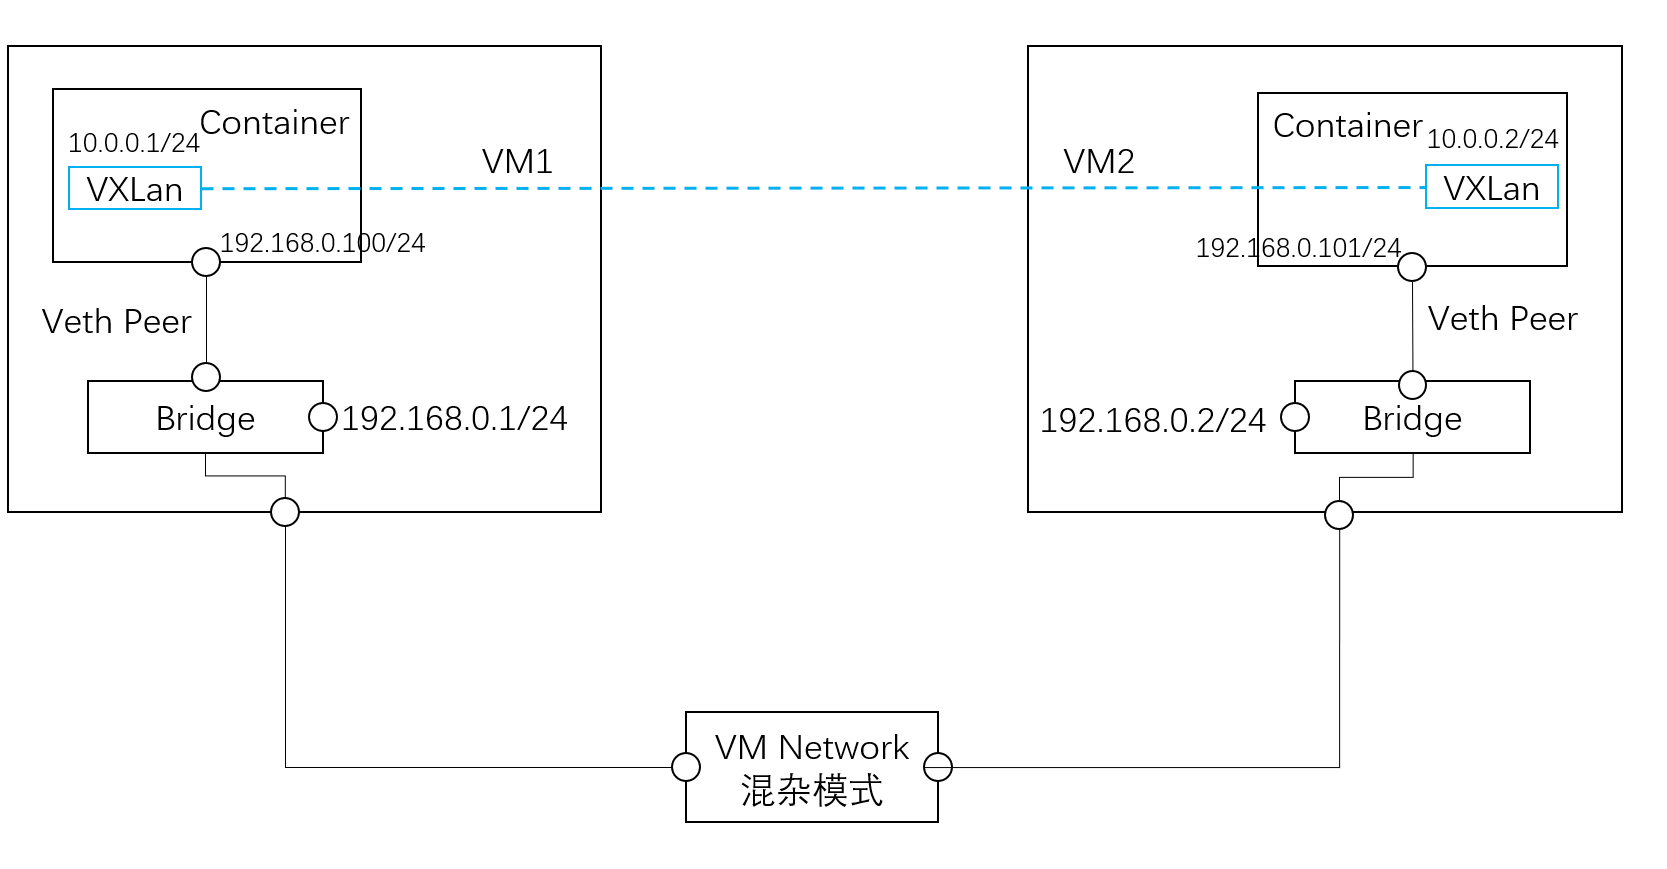 Container
10.0.0.1/24
VXLan
192.168.0.100/24
VM1
Veth Peer
Bridge
192.168.0.1/24
VM2
Container
10.0.0.2/24
VXLan
192.168.0.101/24
Veth Peer
192.168.0.2/24
Bridge
VM Network
混杂模式